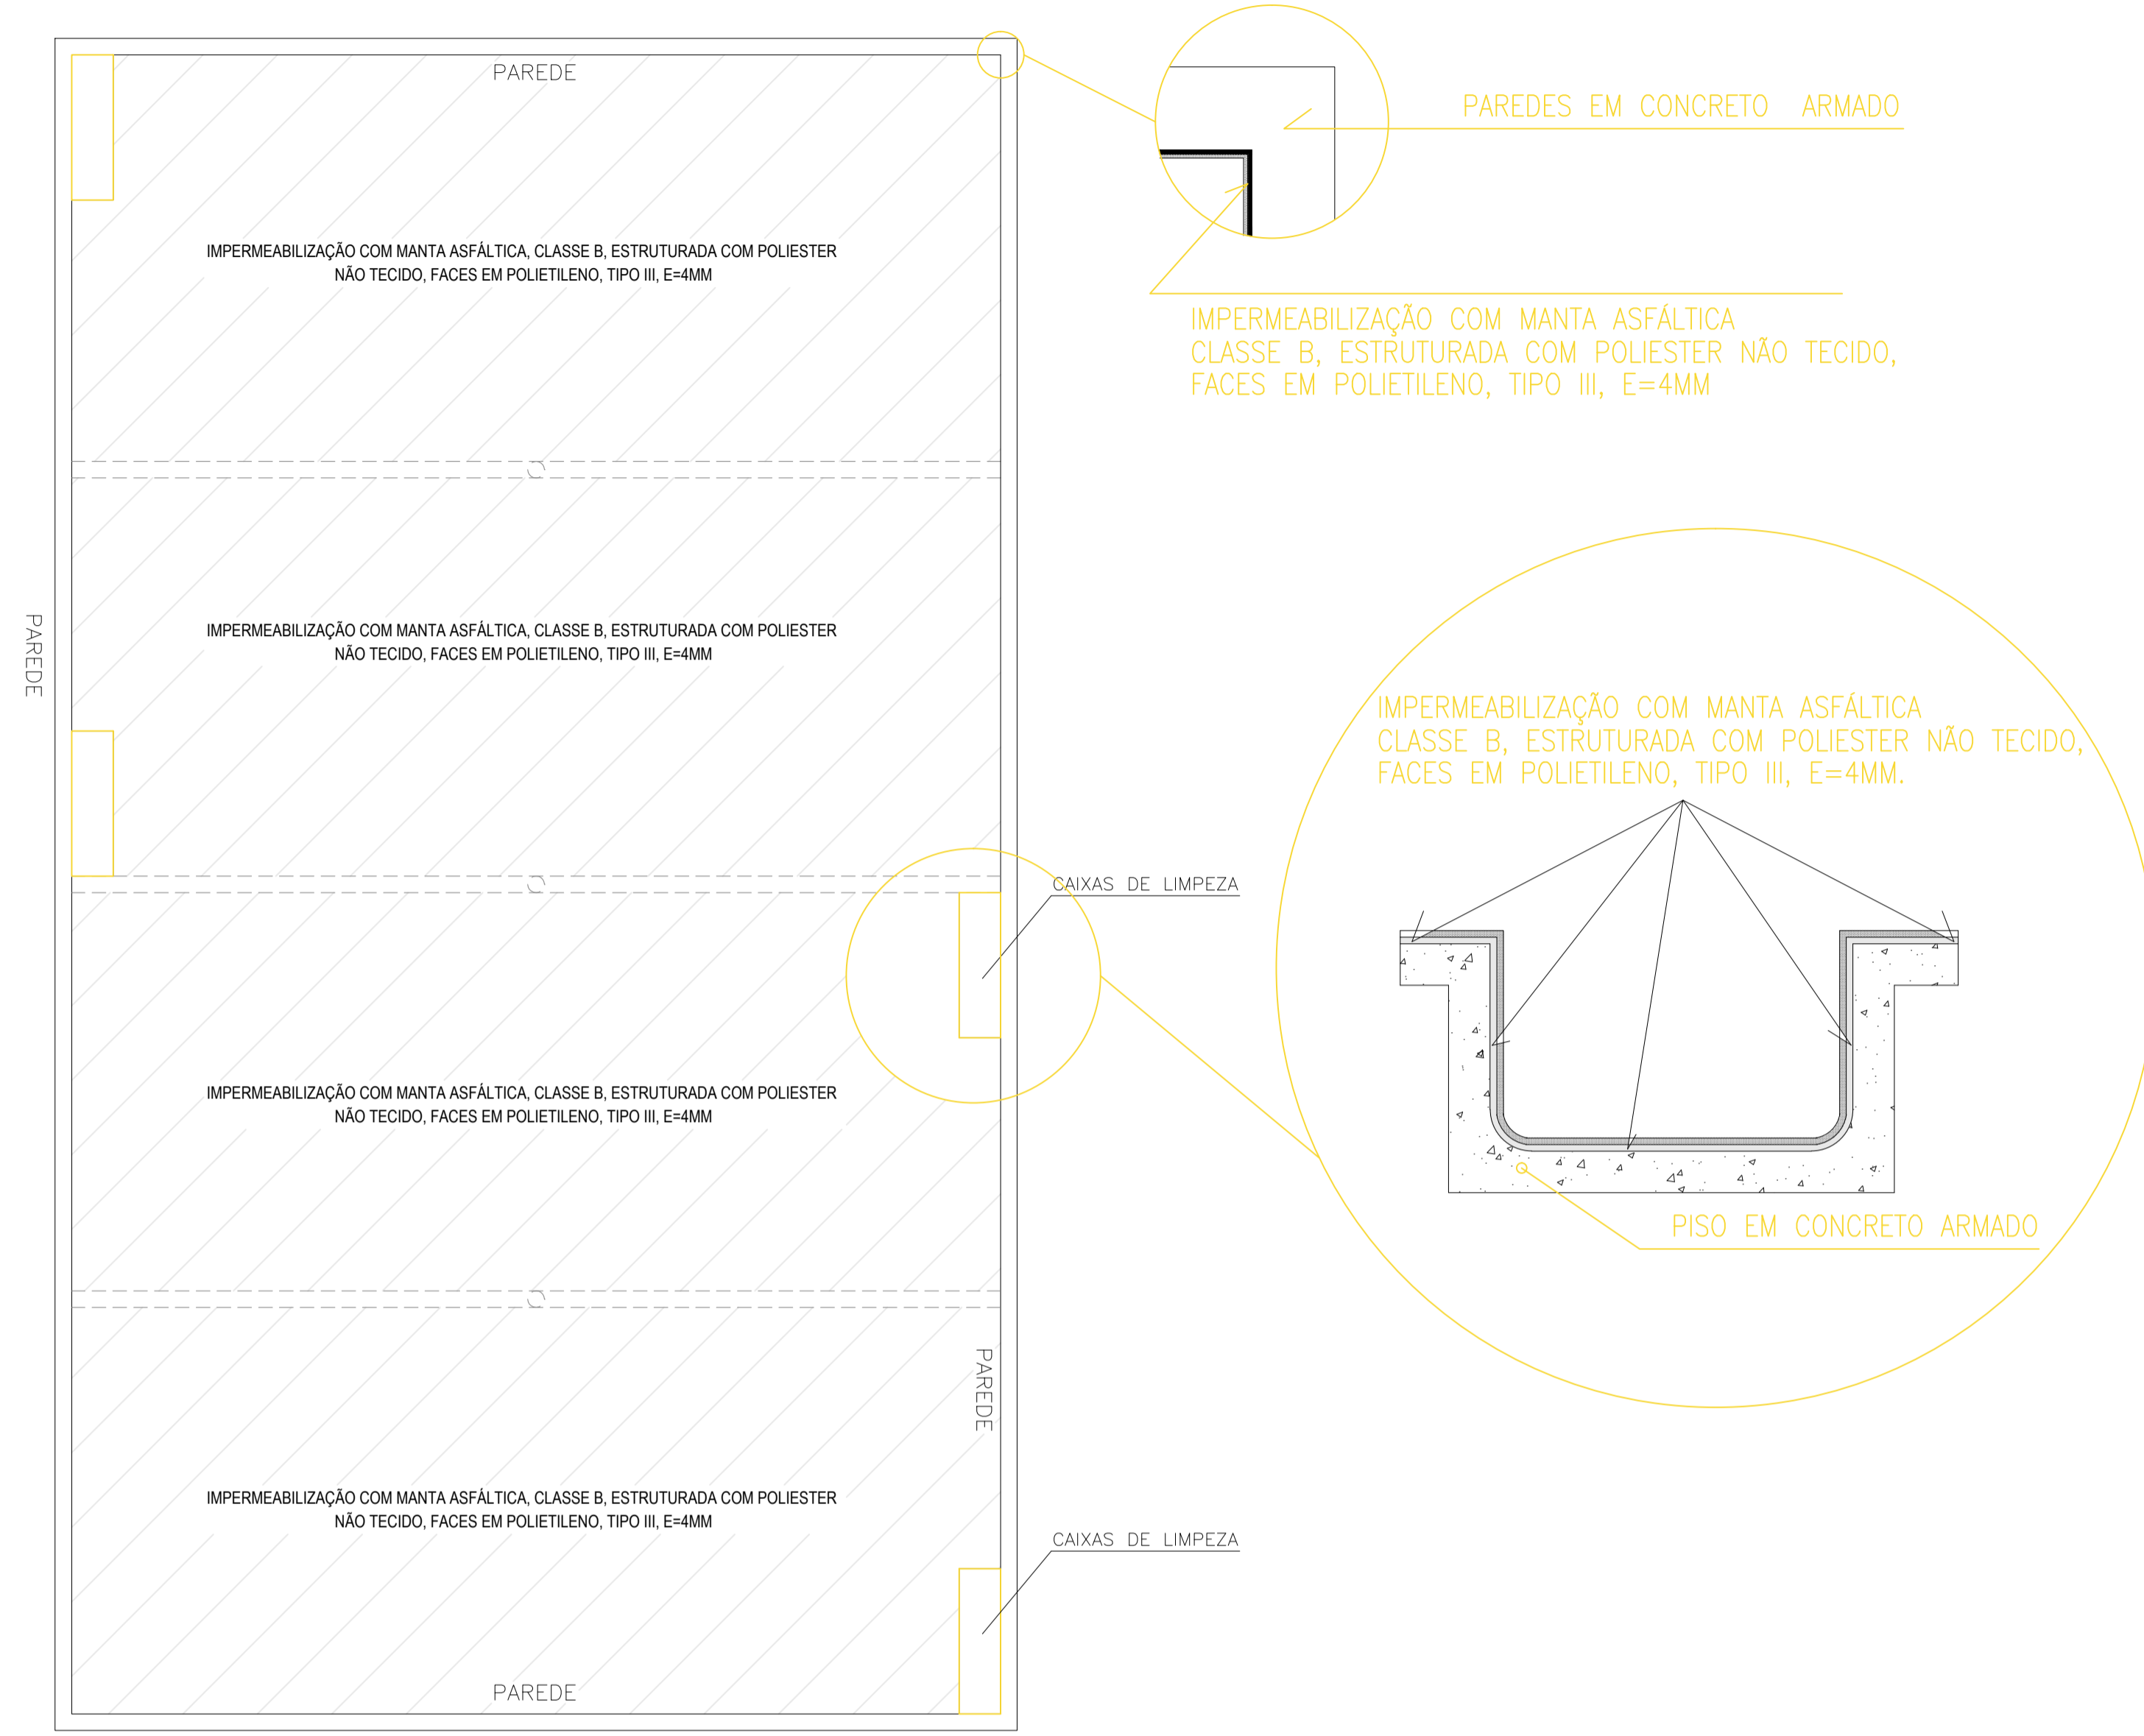 PAREDE
PAREDES EM CONCRETO ARMADO
IMPERMEABILIZAÇÃO COM MANTA ASFÁLTICA, CLASSE B, ESTRUTURADA COM POLIESTER
NÃO TECIDO, FACES EM POLIETILENO, TIPO III, E=4MM
IMPERMEABILIZAÇÃO COM MANTA ASFÁLTICA
CLASSE B, ESTRUTURADA COM POLIESTER NÃO TECIDO,
FACES EM POLIETILENO, TIPO III, E=4MM
PAREDE
IMPERMEABILIZAÇÃO COM MANTA ASFÁLTICA, CLASSE B, ESTRUTURADA COM POLIESTER
NÃO TECIDO, FACES EM POLIETILENO, TIPO III, E=4MM
IMPERMEABILIZAÇÃO COM MANTA ASFÁLTICA
CLASSE B, ESTRUTURADA COM POLIESTER NÃO TECIDO,
FACES EM POLIETILENO, TIPO III, E=4MM.
CAIXAS DE LIMPEZA
IMPERMEABILIZAÇÃO COM MANTA ASFÁLTICA, CLASSE B, ESTRUTURADA COM POLIESTER
NÃO TECIDO, FACES EM POLIETILENO, TIPO III, E=4MM
PISO EM CONCRETO ARMADO
PAREDE
IMPERMEABILIZAÇÃO COM MANTA ASFÁLTICA, CLASSE B, ESTRUTURADA COM POLIESTER
NÃO TECIDO, FACES EM POLIETILENO, TIPO III, E=4MM
CAIXAS DE LIMPEZA
PAREDE